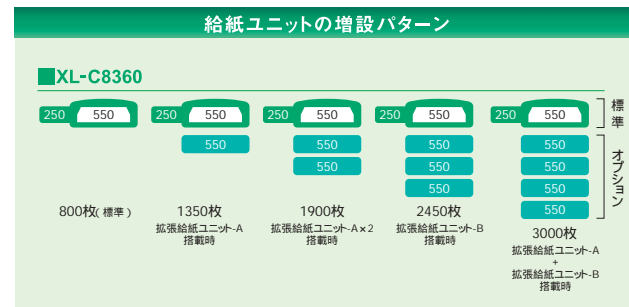 給紙ユニットの増設パターン
■XL-C8360
250 550 250 550 250 550 250 550 250 550
標準
550 550 550 550
550 550 550
550 550
550
オプション
800枚(標準)
1350枚
拡張給紙ユニット-A
搭載時
1900枚
拡張給紙ユニット-A×2
搭載時
2450枚
拡張給紙ユニット-B
搭載時
3000枚
拡張給紙ユニット-A
+
拡張給紙ユニット-B
搭載時